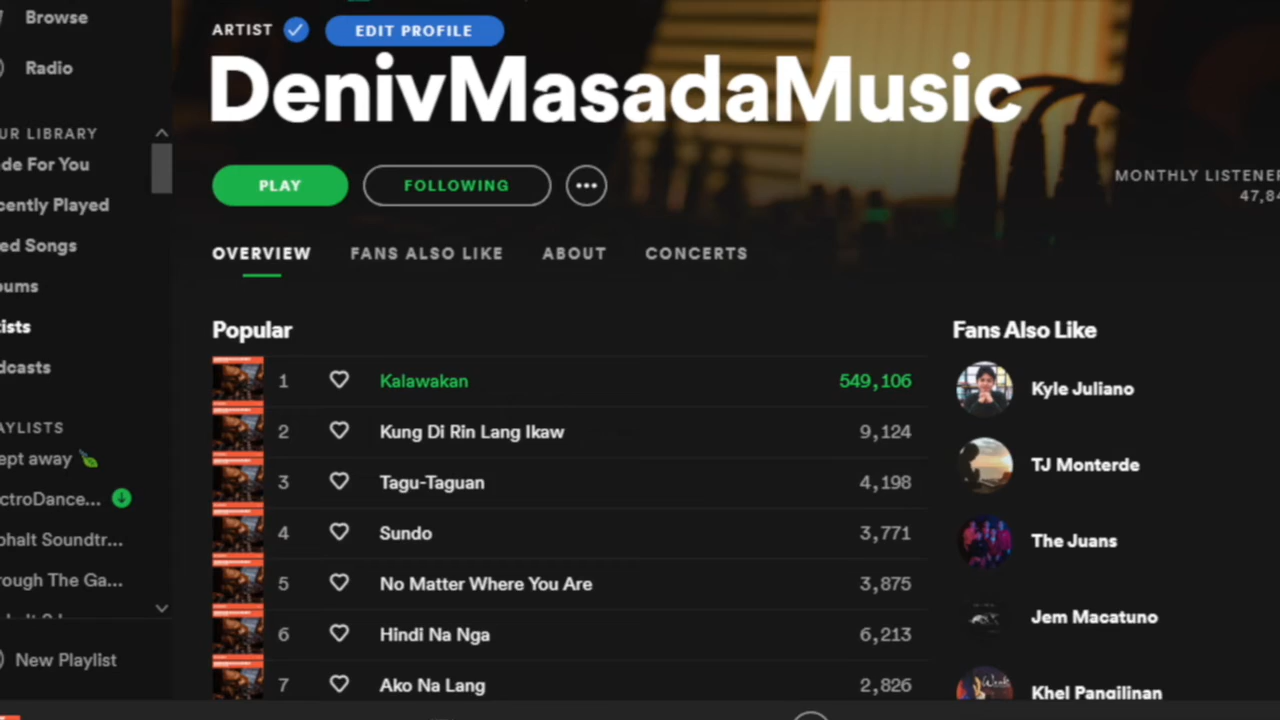 Browse
Radio
UR LIBRARY
de For You
cently Played
ed Songs
ums
ists
dcasts
AYLISTS
ept away
ctroDance...
phalt Soundtr...
rough The Ga...
New Playlist
ARTIST
EDIT PROFILE
DenivMasadaMusic
PLAY
FOLLOWING
MONTHLY LISTENER
47,84
OVERVIEW FANS ALSO LIKE ABOUT CONCERTS
Popular
1 Kalawakan 549,106
2 Kung Di Rin Lang Ikaw 9,124
3 Tagu-Taguan 4,198
4 Sundo 3,771
5 No Matter Where You Are 3,875
6 Hindi Na Nga 6,213
7 Ako Na Lang 2,826
Fans Also Like
Kyle Juliano
TJ Monterde
The Juans
Jem Macatuno
Khel Pangilinan